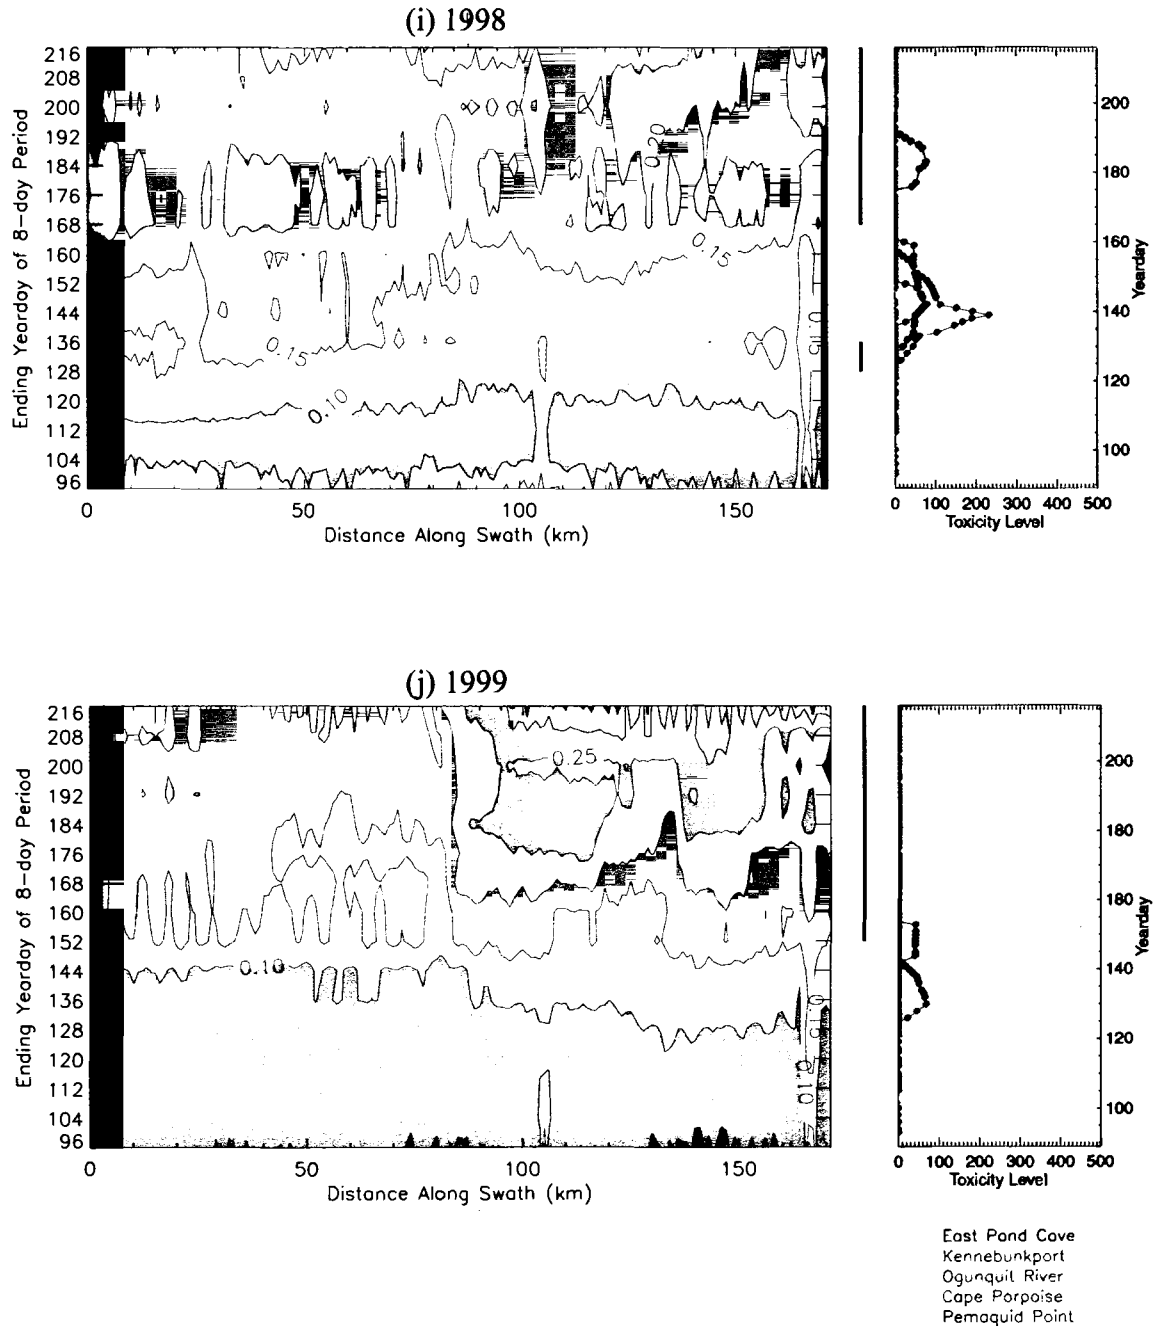 (i) 1998
Ending Yearday of 8-day Period
216
208
200
192
184
176
168
160
152
144
136
128
120
112
104
96
0.20
0.15
0.15
0.15
0.10
0 50 100 150
Distance Along Swath (km)
200
180
160
140
120
100
Yearday
0 100 200 300 400 500
Toxicity Level
(j) 1999
Ending Yearday of 8-day Period
216
208
200
192
184
176
168
160
152
144
136
128
120
112
104
96
0.25
0.10
0.15
0.10
0 50 100 150
Distance Along Swath (km)
200
180
180
140
120
100
Yearday
0 100 200 300 400 500
Toxicity Level
East Pond Cove
Kennebunkport
Ogunquit River
Cape Porpoise
Pemaquid Point